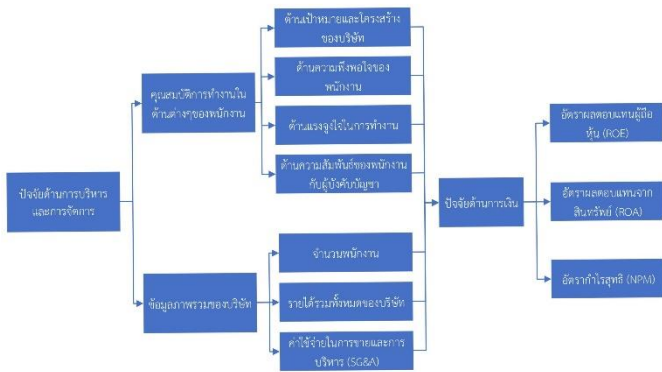 ด้านเป้าหมายและโครงสร้าง
ของบริษัท
ด้านความพึงพอใจของ
พนักงาน
คุณสมบัติการทำงานใน
ด้านต่างๆของพนักงาน
ด้านแรงจูงใจในการทำงาน
ด้านความสัมพันธ์ของพนักงาน
กับผู้บังคับบัญชา
ปัจจัยด้านการบริหาร
และการจัดการ
ข้อมูลภาพรวมของบริษัท
จำนวนพนักงาน
รายได้รวมทั้งหมดของบริษัท
ค่าใช้จ่ายในการขายและการ
บริหาร (SG&A)
ปัจจัยด้านการเงิน
อัตราผลตอบแทนผู้ถือ
หุ้น (ROE)
อัตราผลตอบแทนจาก
สินทรัพย์ (ROA)
อัตรากำไรสุทธิ (NPM)